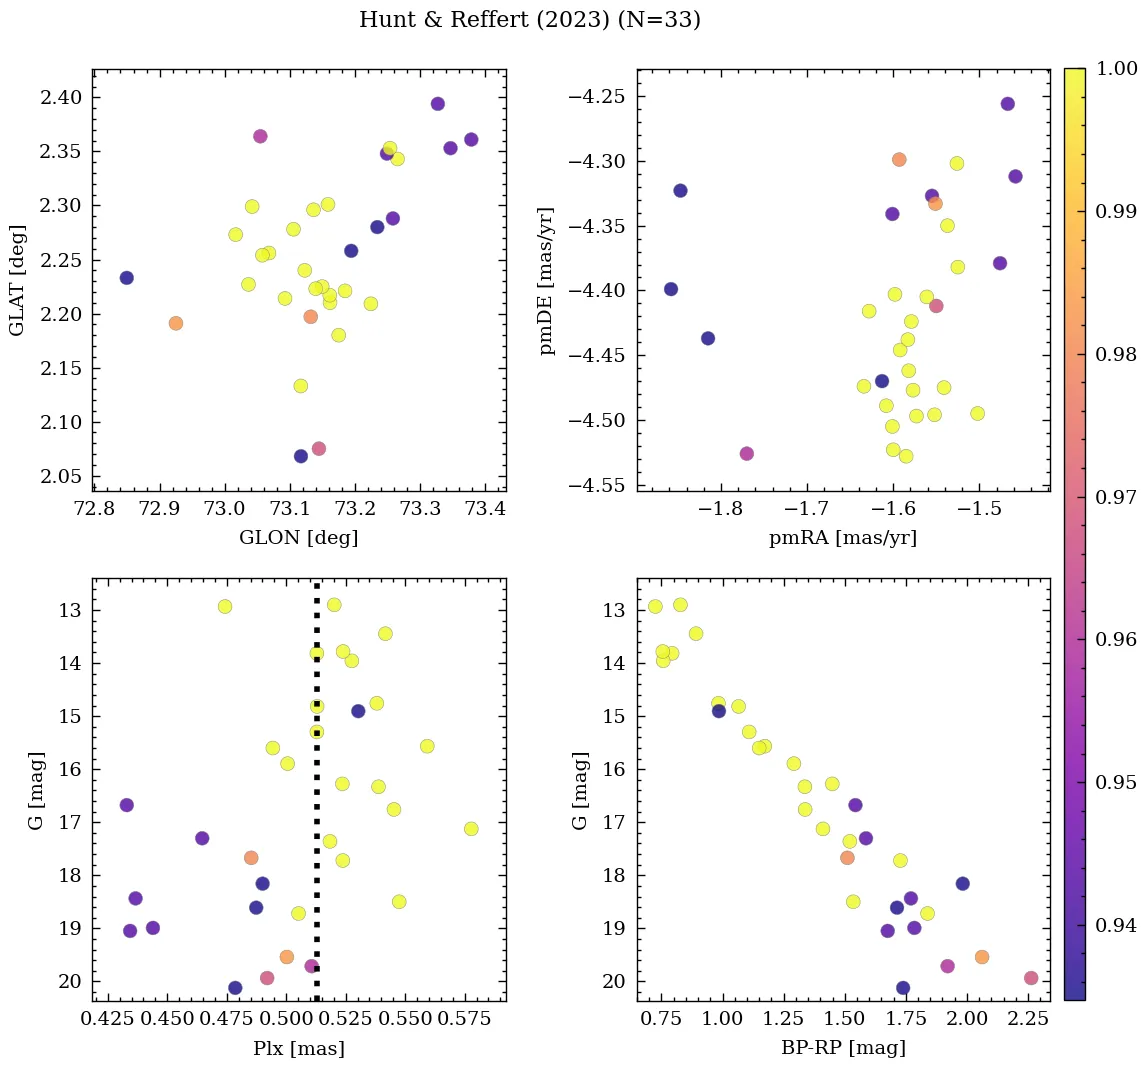 Hunt & Reffert (2023) (N=33)
2.40
2.35
2.30
2.25
2.20
2.15
2.10
2.05
GLAT [deg]
72.8 72.9 73.0 73.1 73.2 73.3 73.4
GLON [deg]
−4.25
−4.30
−4.35
−4.40
−4.45
−4.50
−4.55
pmDE [mas/yr]
−1.8 −1.7 −1.6 −1.5
pmRA [mas/yr]
1.00
0.99
0.98
0.97
0.96
0.95
0.94
13
14
15
16
17
18
19
20
G [mag]
0.425 0.450 0.475 0.500 0.525 0.550 0.575
Plx [mas]
13
14
15
16
17
18
19
20
G [mag]
0.75 1.00 1.25 1.50 1.75 2.00 2.25
BP-RP [mag]